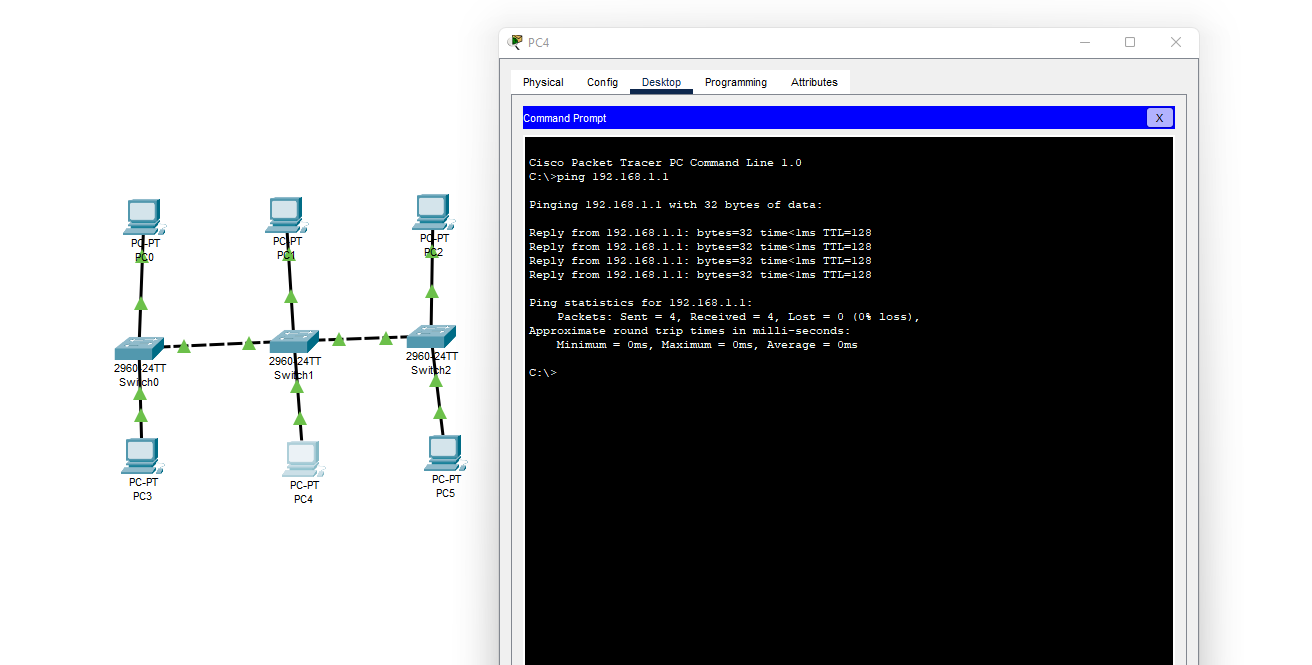 PC4
Physical Config Desktop Programming Attributes
Command Prompt
X
Cisco Packet Tracer PC Command Line 1.0
C:\>ping 192.168.1.1
Pinging 192.168.1.1 with 32 bytes of data:
Reply from 192.168.1.1: bytes=32 time<1ms TTL=128
Reply from 192.168.1.1: bytes=32 time<1ms TTL=128
Reply from 192.168.1.1: bytes=32 time<1ms TTL=128
Reply from 192.168.1.1: bytes=32 time<1ms TTL=128
Ping statistics for 192.168.1.1:
Packets: Sent = 4, Received = 4, Lost = 0 (0% loss),
Approximate round trip times in milli-seconds:
Minimum = 0ms, Maximum = 0ms, Average = 0ms
C:\>
PC-PT
PC0
PC-PT
PC1
PC-PT
PC2
2960-24TT
Switch0
2960-24TT
Switch1
2960-24TT
Switch2
PC-PT
PC3
PC-PT
PC4
PC-PT
PC5